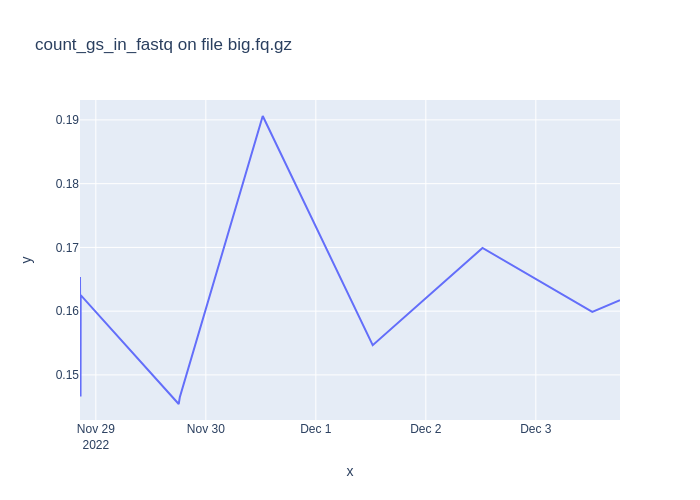 count_gs_in_fastq on file big.fq.gz
0.19
0.18
0.17
0.16
0.15
y
Nov 29 Nov 30 Dec 1 Dec 2 Dec 3
2022
x